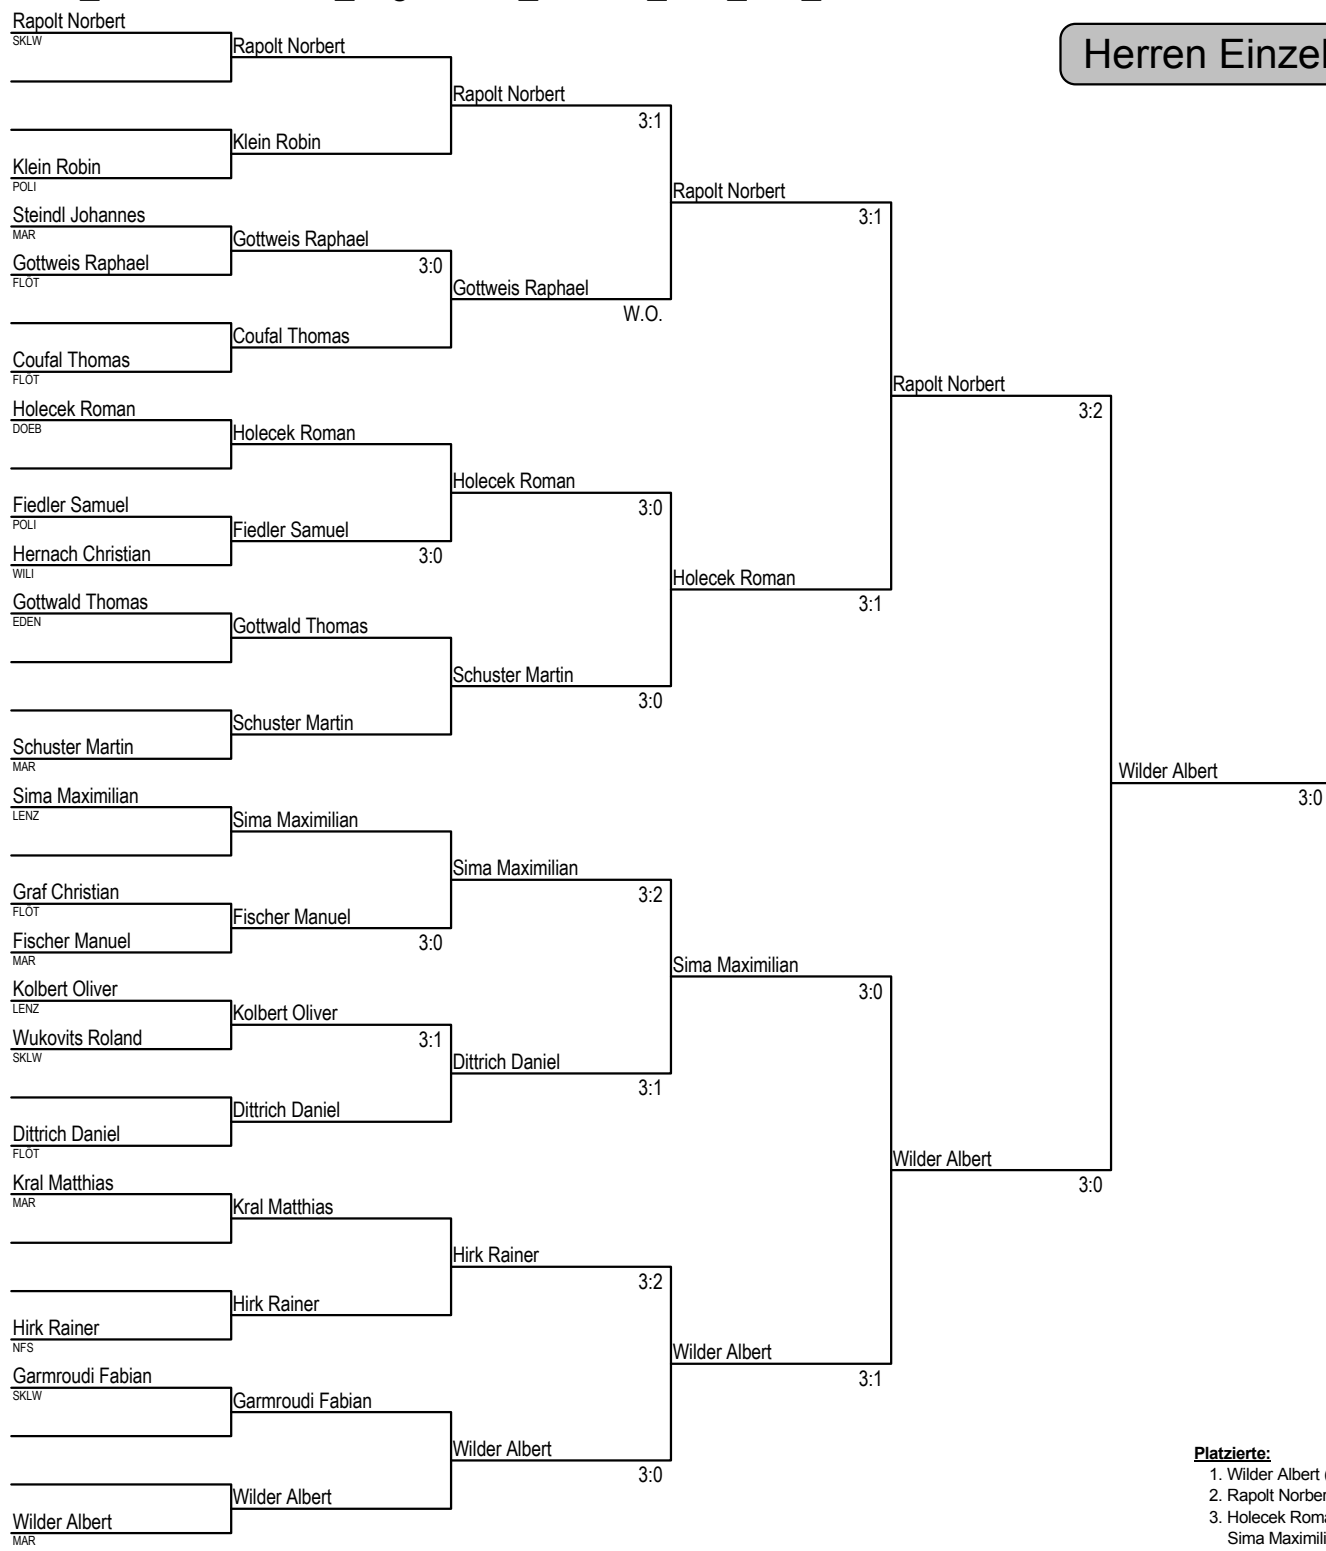 Herren Einzel
Rapolt Norbert
SKLW
Klein Robin
POLI
Steindl Johannes
MAR
Gottweis Raphael
FLÖT
Coufal Thomas
FLÖT
Holecek Roman
DOEB
Fiedler Samuel
POLI
Hernach Christian
WILI
Gottwald Thomas
EDEN
Schuster Martin
MAR
Sima Maximilian
LENZ
Graf Christian
FLÖT
Fischer Manuel
MAR
Kolbert Oliver
LENZ
Wukovits Roland
SKLW
Dittrich Daniel
FLÖT
Kral Matthias
MAR
Hirk Rainer
NFS
Garmroudi Fabian
SKLW
Wilder Albert
MAR
Rapolt Norbert
Klein Robin
Gottweis Raphael
3:0
Coufal Thomas
Holecek Roman
Fiedler Samuel
3:0
Gottwald Thomas
Schuster Martin
Sima Maximilian
Fischer Manuel
3:0
Kolbert Oliver
3:1
Dittrich Daniel
Kral Matthias
Hirk Rainer
Garmroudi Fabian
Wilder Albert
Rapolt Norbert
3:1
Gottweis Raphael
W.O.
Holecek Roman
3:0
Schuster Martin
3:0
Sima Maximilian
3:2
Dittrich Daniel
3:1
Hirk Rainer
3:2
Wilder Albert
3:0
Rapolt Norbert
3:1
Holecek Roman
3:1
Sima Maximilian
3:0
Wilder Albert
3:1
Rapolt Norbert
3:2
Wilder Albert
3:0
Wilder Albert
3:0
Platzierte:
1. Wilder Albert (
2. Rapolt Norber
3. Holecek Roma
Sima Maximili